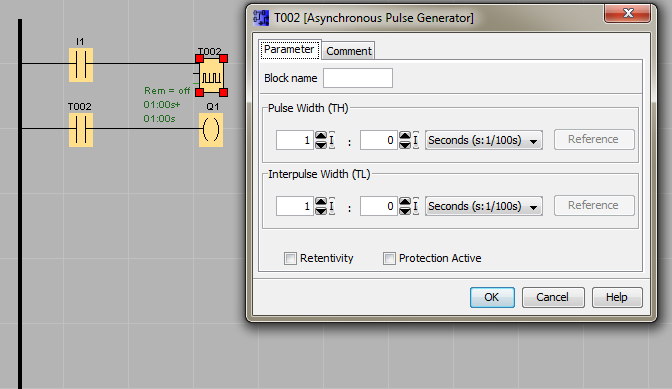 I1
T002
Rem = off
01:00s+
01:00s
T002
Q1
T002 [Asynchronous Pulse Generator]
Parameter
Comment
Block name
Pulse Width (TH)
1 : 0 Seconds (s:1/100s) Reference
Interpulse Width (TL)
1 : 0 Seconds (s:1/100s) Reference
Retentivity
Protection Active
OK
Cancel
Help